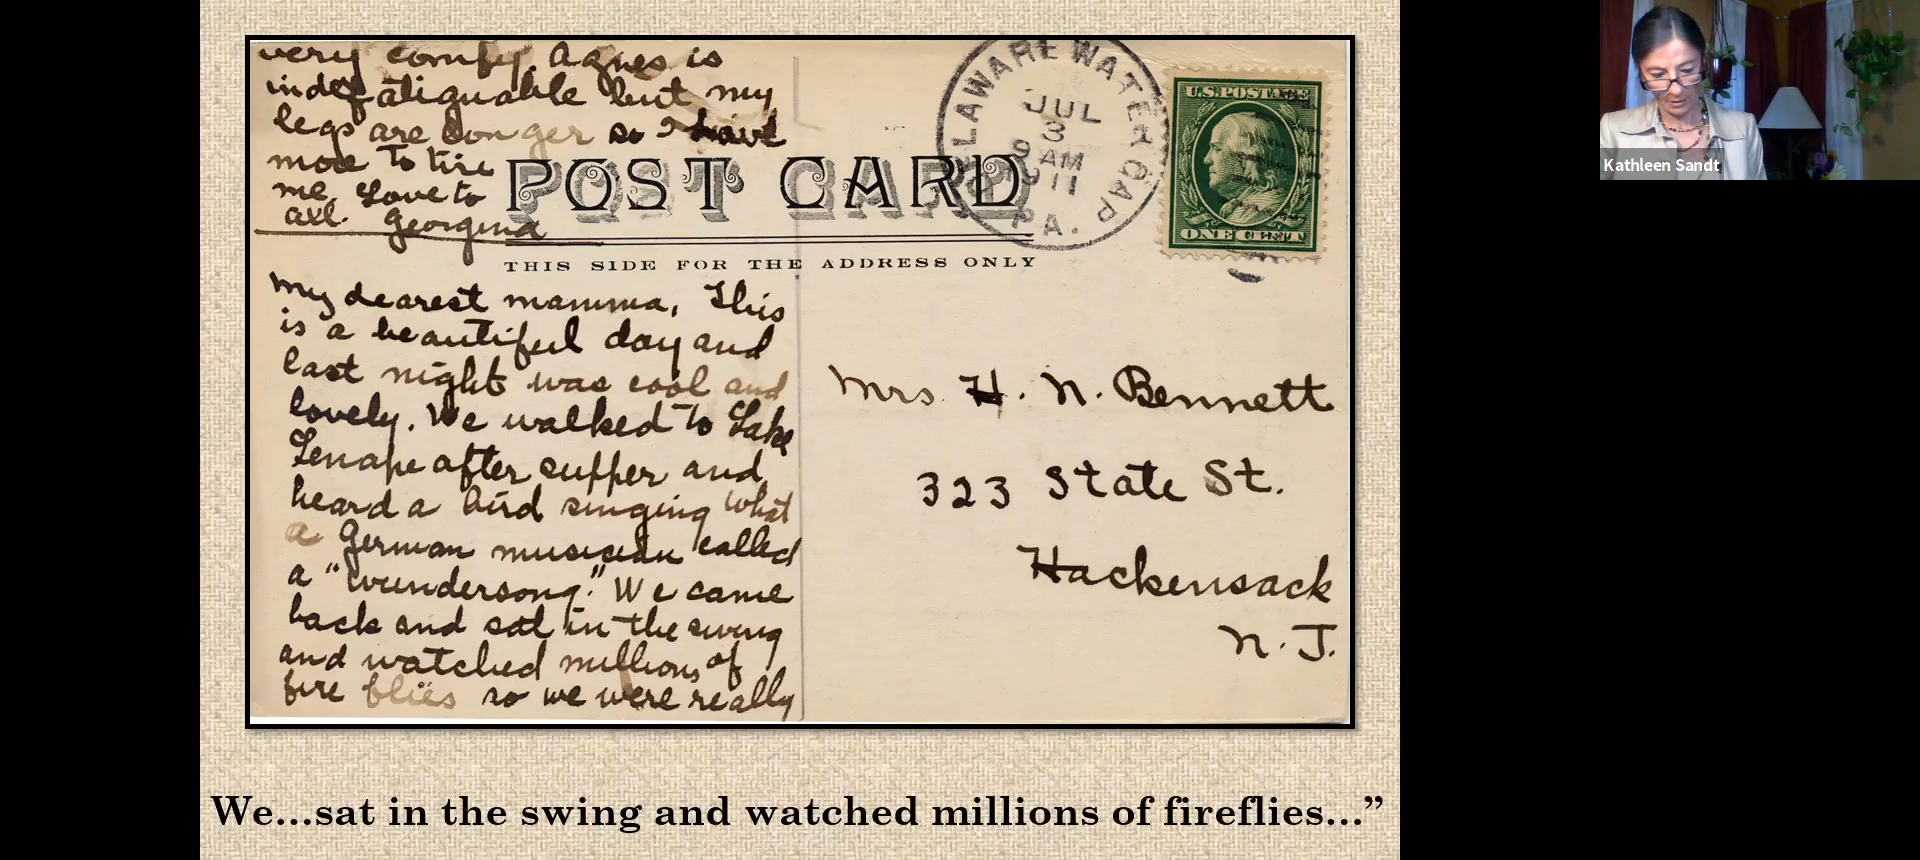 very comfy. Agnes is
indefatiguable but my
legs are longer so I have
more to tire
me. Love to
all. Georgina
POST CARD
THIS SIDE FOR THE ADDRESS ONLY
DELAWARE WATER GAP
JUL
3
9 AM
1911
PA.
U.S. POSTAGE
ONE CENT
My dearest mamma, This
is a beautiful day and
last night was cool and
lovely. We walked to Lake
Lenape after supper and
heard a bird singing what
a German musician called
a "wundersong." We came
back and sat in the swing
and watched millions of
fire flies so we were really
Mrs. H. N. Bennett
323 State St.
Hackensack
N. J.
We...sat in the swing and watched millions of fireflies...”
Kathleen Sandt